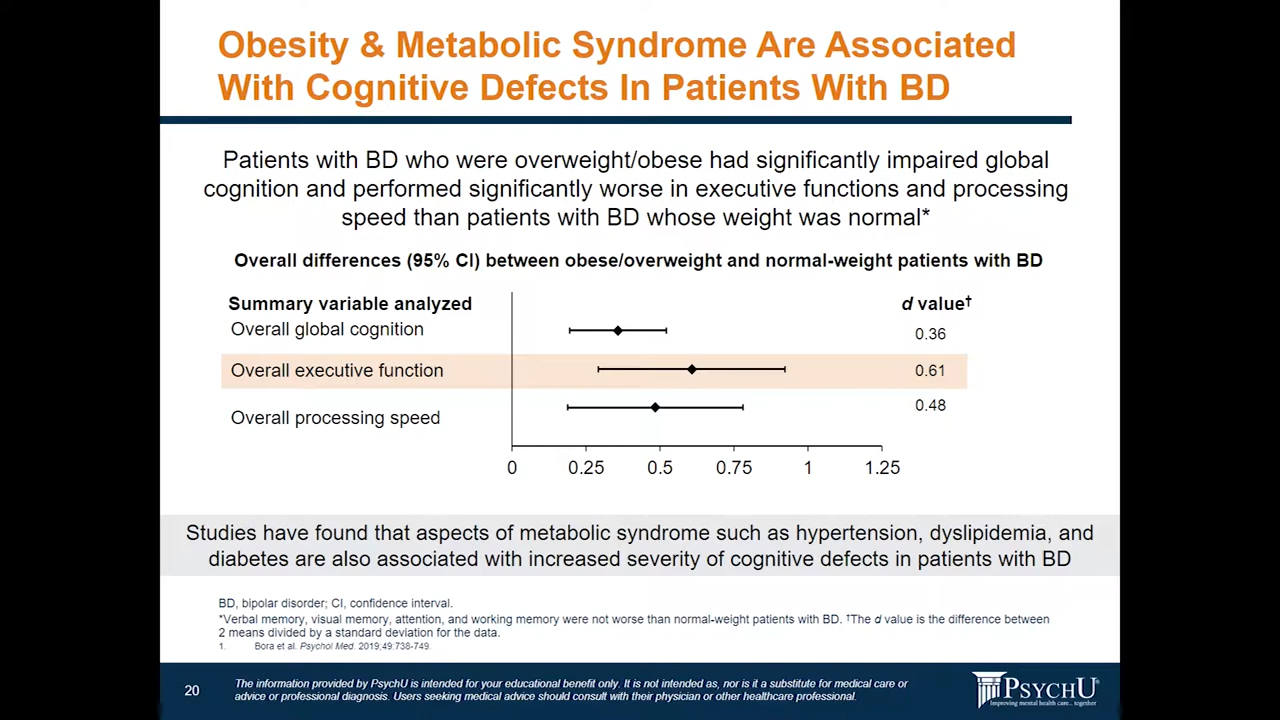 Obesity & Metabolic Syndrome Are Associated
With Cognitive Defects In Patients With BD
Patients with BD who were overweight/obese had significantly impaired global
cognition and performed significantly worse in executive functions and processing
speed than patients with BD whose weight was normal*
Overall differences (95% CI) between obese/overweight and normal-weight patients with BD
Summary variable analyzed
d value†
Overall global cognition
0.36
Overall executive function
0.61
Overall processing speed
0.48
0 0.25 0.5 0.75 1 1.25
Studies have found that aspects of metabolic syndrome such as hypertension, dyslipidemia, and
diabetes are also associated with increased severity of cognitive defects in patients with BD
BD, bipolar disorder; CI, confidence interval.
*Verbal memory, visual memory, attention, and working memory were not worse than normal-weight patients with BD. †The d value is the difference between
2 means divided by a standard deviation for the data.
1. Bora et al. Psychol Med. 2019;49:738-749.
20
The information provided by PsychU is intended for your educational benefit only. It is not intended as, nor is it a substitute for medical care or
advice or professional diagnosis. Users seeking medical advice should consult with their physician or other healthcare professional.
PSYCHU
Improving mental health care... together